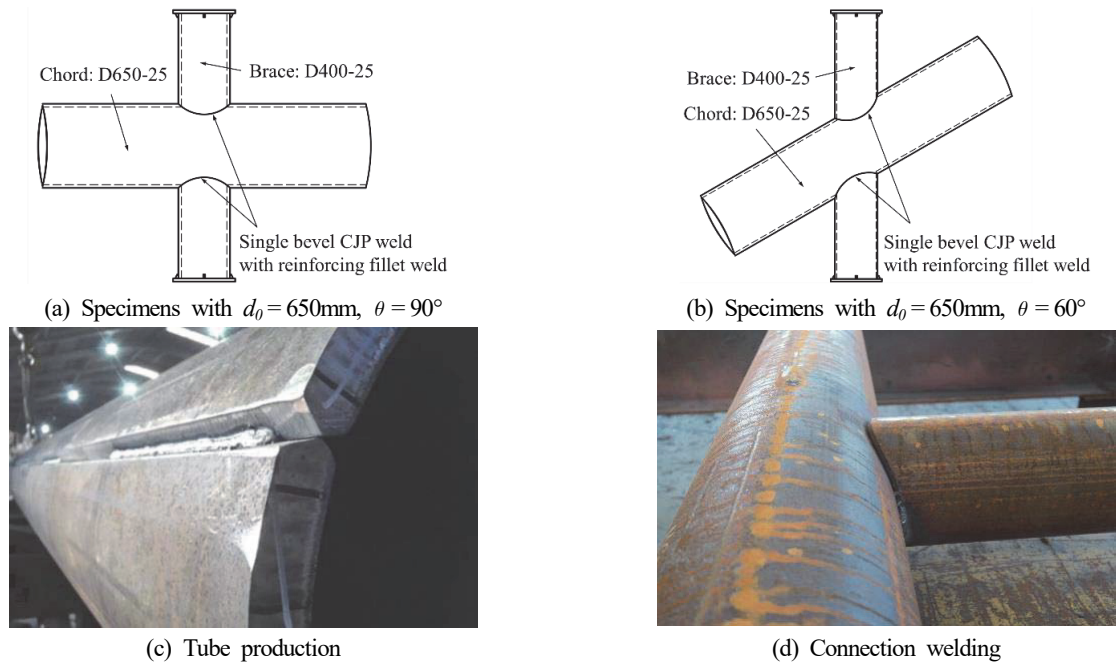 Chord: D650-25
Brace: D400-25
Single bevel CJP weld
with reinforcing fillet weld
(a) Specimens with d₀ = 650mm, θ = 90°
Brace: D400-25
Chord: D650-25
Single bevel CJP weld
with reinforcing fillet weld
(b) Specimens with d₀ = 650mm, θ = 60°
(c) Tube production
(d) Connection welding